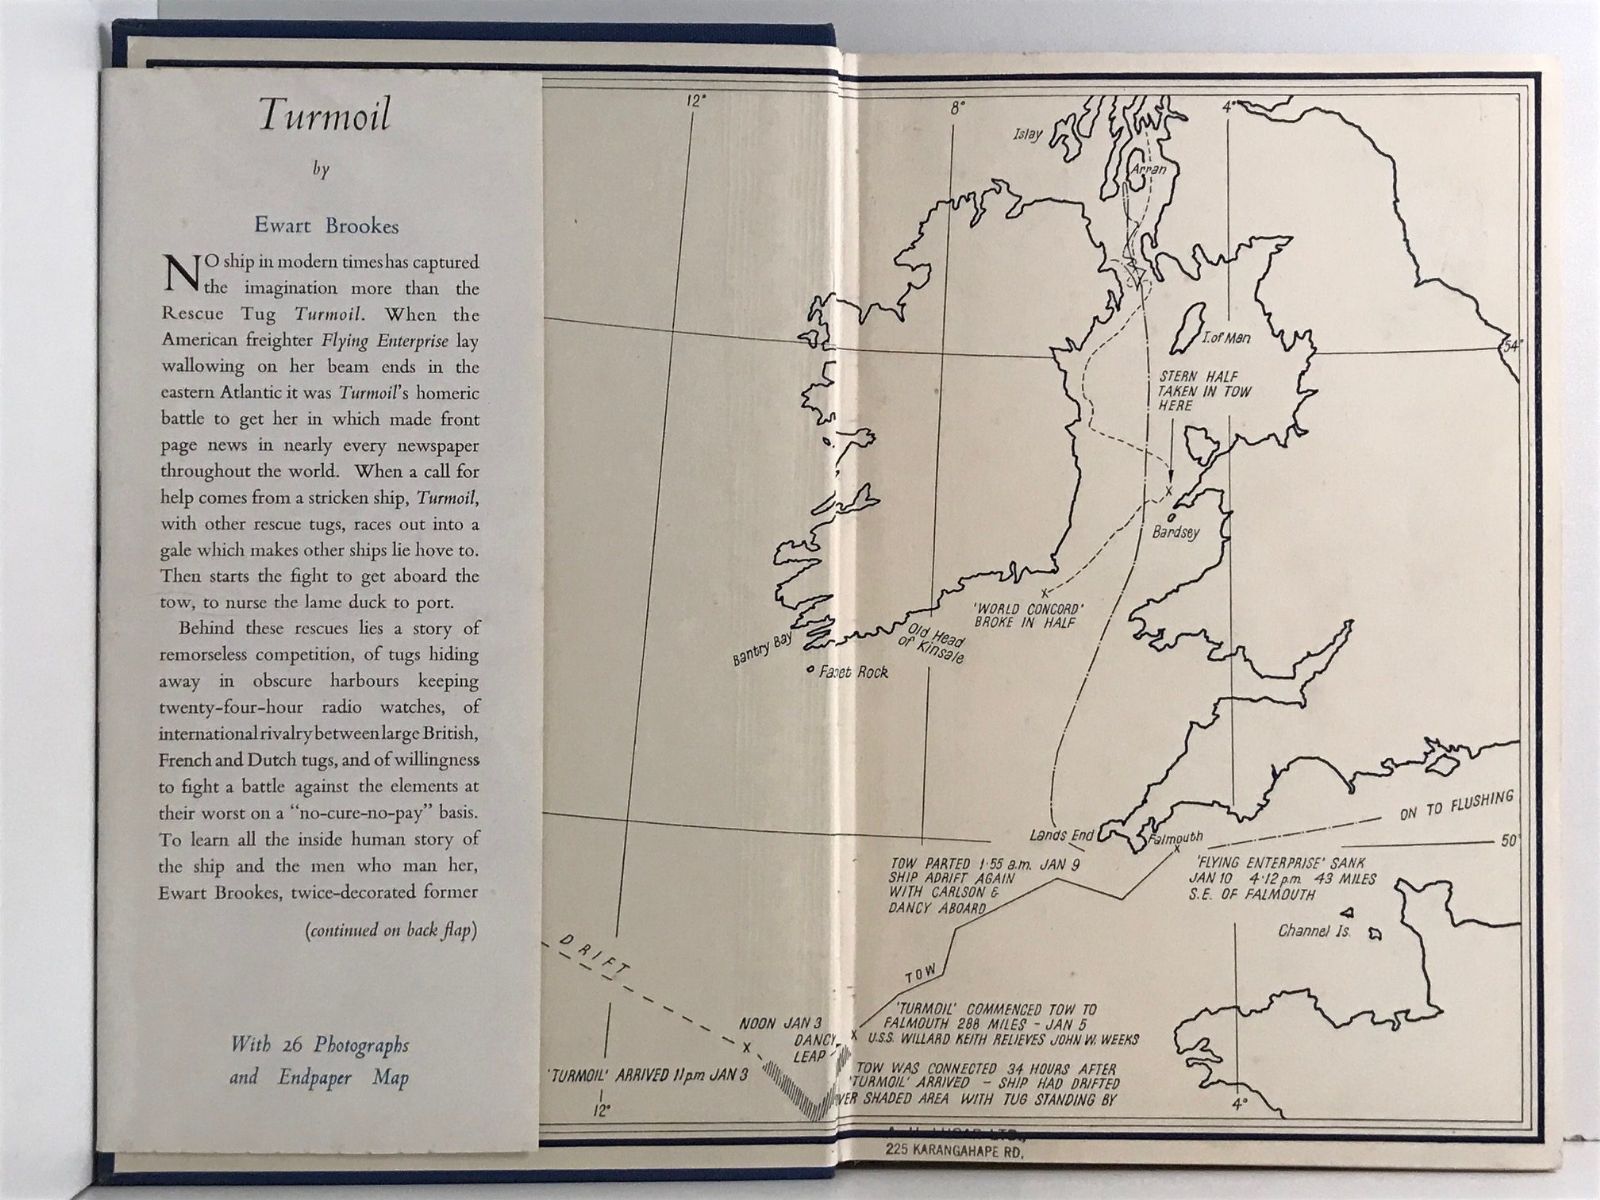 Turmoil
by
Ewart Brookes
NO ship in modern times has captured
the imagination more than the
Rescue Tug Turmoil. When the
American freighter Flying Enterprise lay
wallowing on her beam ends in the
eastern Atlantic it was Turmoil's homeric
battle to get her in which made front
page news in nearly every newspaper
throughout the world. When a call for
help comes from a stricken ship, Turmoil,
with other rescue tugs, races out into a
gale which makes other ships lie hove to.
Then starts the fight to get aboard the
tow, to nurse the lame duck to port.
Behind these rescues lies a story of
remorseless competition, of tugs hiding
away in obscure harbours keeping
twenty-four-hour radio watches, of
international rivalry between large British,
French and Dutch tugs, and of willingness
to fight a battle against the elements at
their worst on a "no-cure-no-pay" basis.
To learn all the inside human story of
the ship and the men who man her,
Ewart Brookes, twice-decorated former
(continued on back flap)
With 26 Photographs
and Endpaper Map
12°
8°
4°
Islay
Arran
I. of Man
54°
STERN HALF
TAKEN IN TOW
HERE
Bardsey
'WORLD CONCORD'
BROKE IN HALF
Old Head
of Kinsale
Bantry Bay
Rock
ON TO FLUSHING
Lands End
Falmouth
50°
TOW PARTED 1·55 a.m. JAN 9
SHIP ADRIFT AGAIN
WITH CARLSON &
DANCY ABOARD
'FLYING ENTERPRISE' SANK
JAN 10 4·12 p.m. 43 MILES
S.E. OF FALMOUTH
Channel Is.
DRIFT
TOW
NOON JAN 3
DANCY
LEAP
'TURMOIL' COMMENCED TOW TO
FALMOUTH 288 MILES - JAN 5
U.S.S. WILLARD KEITH RELIEVES JOHN W. WEEKS
'TURMOIL' ARRIVED 11 pm JAN 3
TOW WAS CONNECTED 34 HOURS AFTER
'TURMOIL' ARRIVED - SHIP HAD DRIFTED
VER SHADED AREA WITH TUG STANDING BY
12°
4°
225 KARANGAHAPE RD,